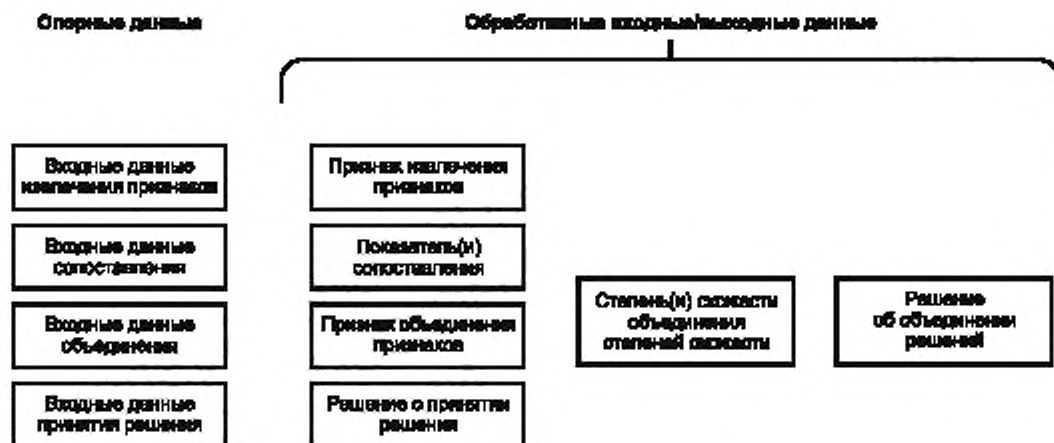 Опорные данные
Обработанные входные/выходные данные
Входные данные
извлечения признаков
Признак извлечения
признаков
Входные данные
сопоставления
Показатель(и)
сопоставления
Входные данные
объединения
Признак объединения
признаков
Степень(и) схожести
объединения
степеней схожести
Решение
об объединении
решений
Входные данные
принятия решения
Решение о принятии
решения